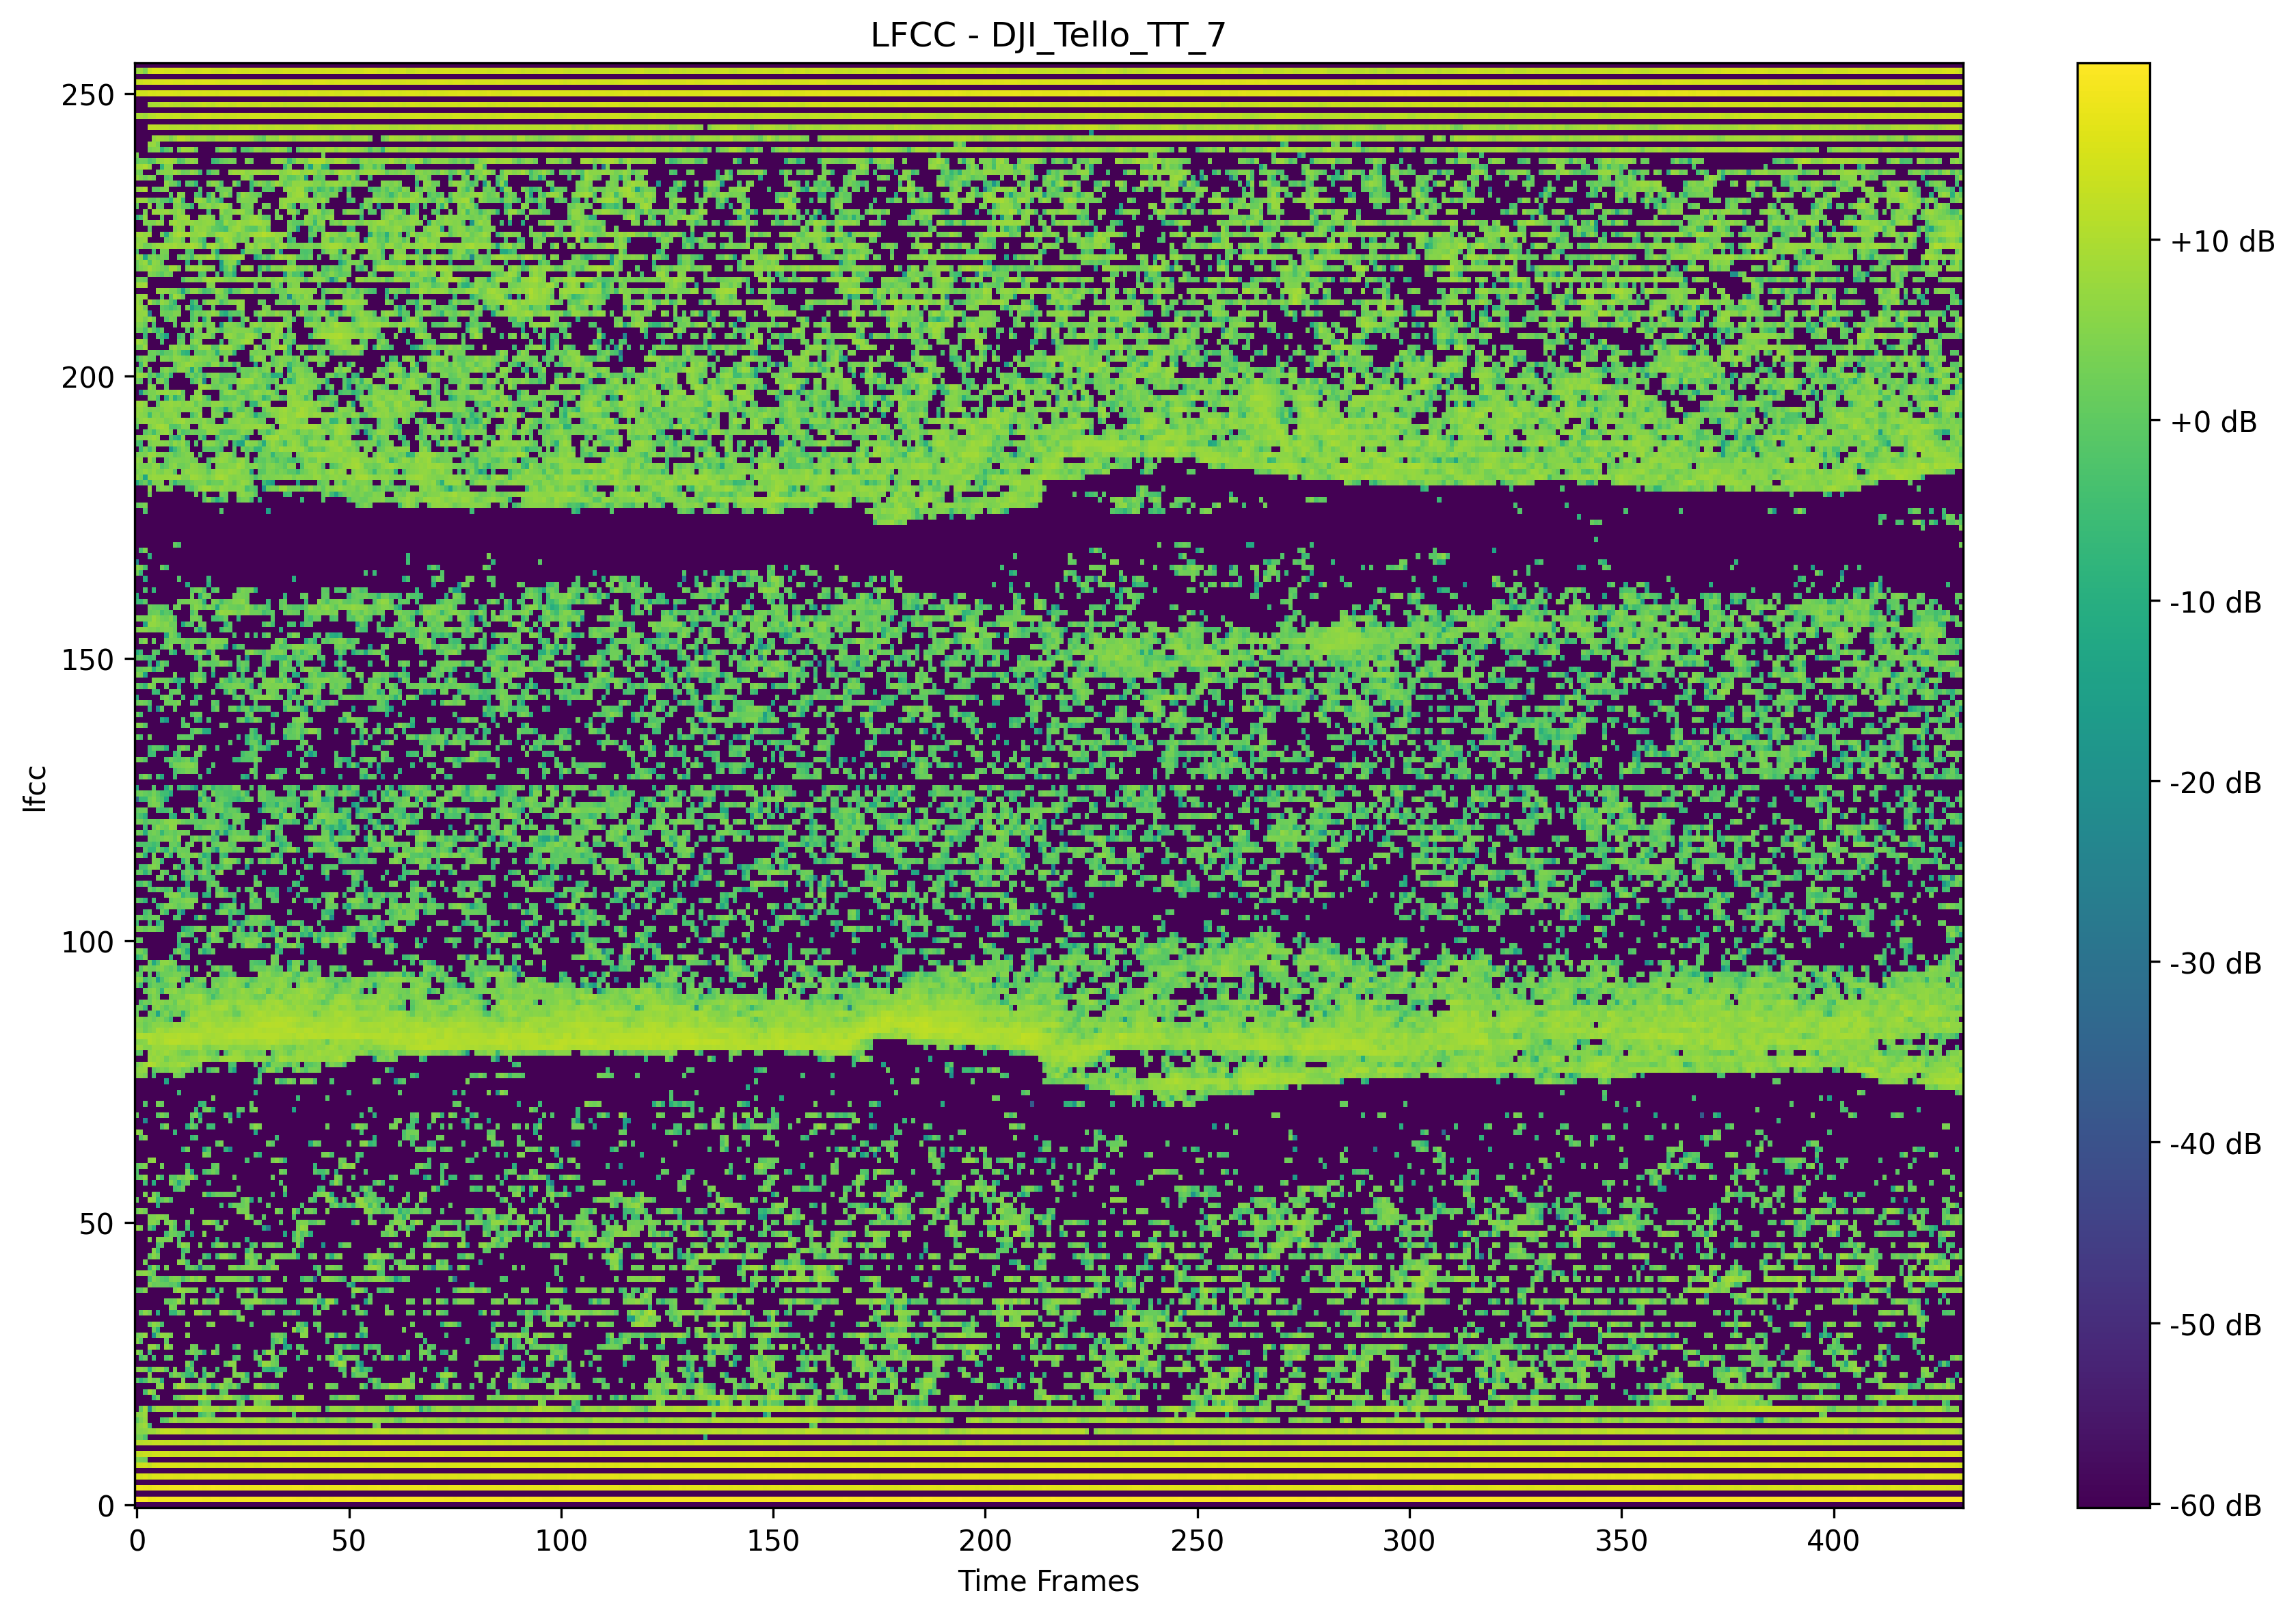 LFCC - DJI_Tello_TT_7
250
200
150
100
50
0
lfcc
0 50 100 150 200 250 300 350 400
Time Frames
+10 dB
+0 dB
-10 dB
-20 dB
-30 dB
-40 dB
-50 dB
-60 dB